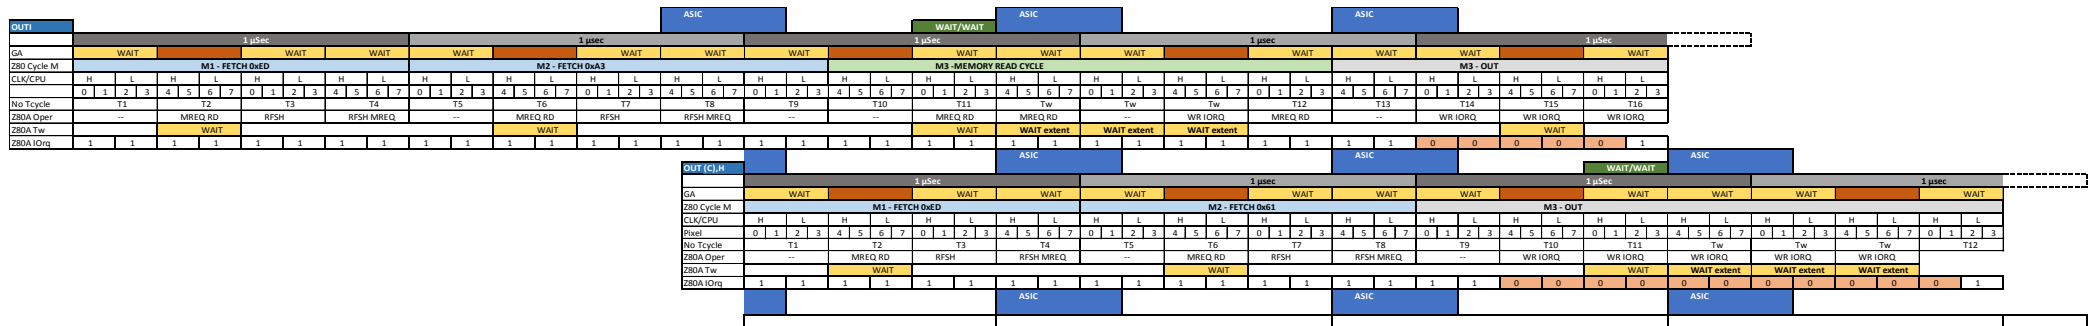 ASIC ASIC ASIC
OUTI WAIT/WAIT
1 µSec 1 µsec 1 µSec 1 µsec 1 µSec
GA WAIT WAIT WAIT WAIT WAIT WAIT WAIT WAIT WAIT WAIT WAIT WAIT WAIT WAIT
Z80 Cycle M M1 - FETCH 0xED M2 - FETCH 0xA3 M3 -MEMORY READ CYCLE M3 - OUT
CLK/CPU H L H L H L H L H L H L H L H L H L H L H L H L H L H L H L H L H L H L H L
0 1 2 3 4 5 6 7 0 1 2 3 4 5 6 7 0 1 2 3 4 5 6 7 0 1 2 3 4 5 6 7 0 1 2 3 4 5 6 7 0 1 2 3 4 5 6 7 0 1 2 3 4 5 6 7 0 1 2 3 4 5 6 7 0 1 2 3 4 5 6 7 0 1 2 3
No Tcycle T1 T2 T3 T4 T5 T6 T7 T8 T9 T10 T11 Tw Tw Tw T12 T13 T14 T15 T16
Z80A Oper -- MREQ RD RFSH RFSH MREQ -- MREQ RD RFSH RFSH MREQ -- -- MREQ RD MREQ RD -- WR IORQ MREQ RD -- WR IORQ WR IORQ WR IORQ
Z80A Tw WAIT WAIT WAIT WAIT extent WAIT extent WAIT extent WAIT
Z80A IOrq 1 1 1 1 1 1 1 1 1 1 1 1 1 1 1 1 1 1 1 1 1 1 1 1 1 1 1 1 1 1 1 1 0 0 0 0 0 1
ASIC ASIC ASIC
OUT (C),H WAIT/WAIT
1 µSec 1 µsec 1 µSec 1 µsec
GA WAIT WAIT WAIT WAIT WAIT WAIT WAIT WAIT WAIT WAIT WAIT
Z80 Cycle M M1 - FETCH 0xED M2 - FETCH 0x61 M3 - OUT
CLK/CPU H L H L H L H L H L H L H L H L H L H L H L H L H L H L H L
Pixel 0 1 2 3 4 5 6 7 0 1 2 3 4 5 6 7 0 1 2 3 4 5 6 7 0 1 2 3 4 5 6 7 0 1 2 3 4 5 6 7 0 1 2 3 4 5 6 7 0 1 2 3 4 5 6 7 0 1 2 3
No Tcycle T1 T2 T3 T4 T5 T6 T7 T8 T9 T10 T11 Tw Tw Tw T12
Z80A Oper -- MREQ RD RFSH RFSH MREQ -- MREQ RD RFSH RFSH MREQ -- WR IORQ WR IORQ WR IORQ WR IORQ WR IORQ
Z80A Tw WAIT WAIT WAIT WAIT extent WAIT extent WAIT extent
Z80A IOrq 1 1 1 1 1 1 1 1 1 1 1 1 1 1 1 1 1 1 0 0 0 0 0 0 0 0 0 0 0 1
ASIC ASIC ASIC